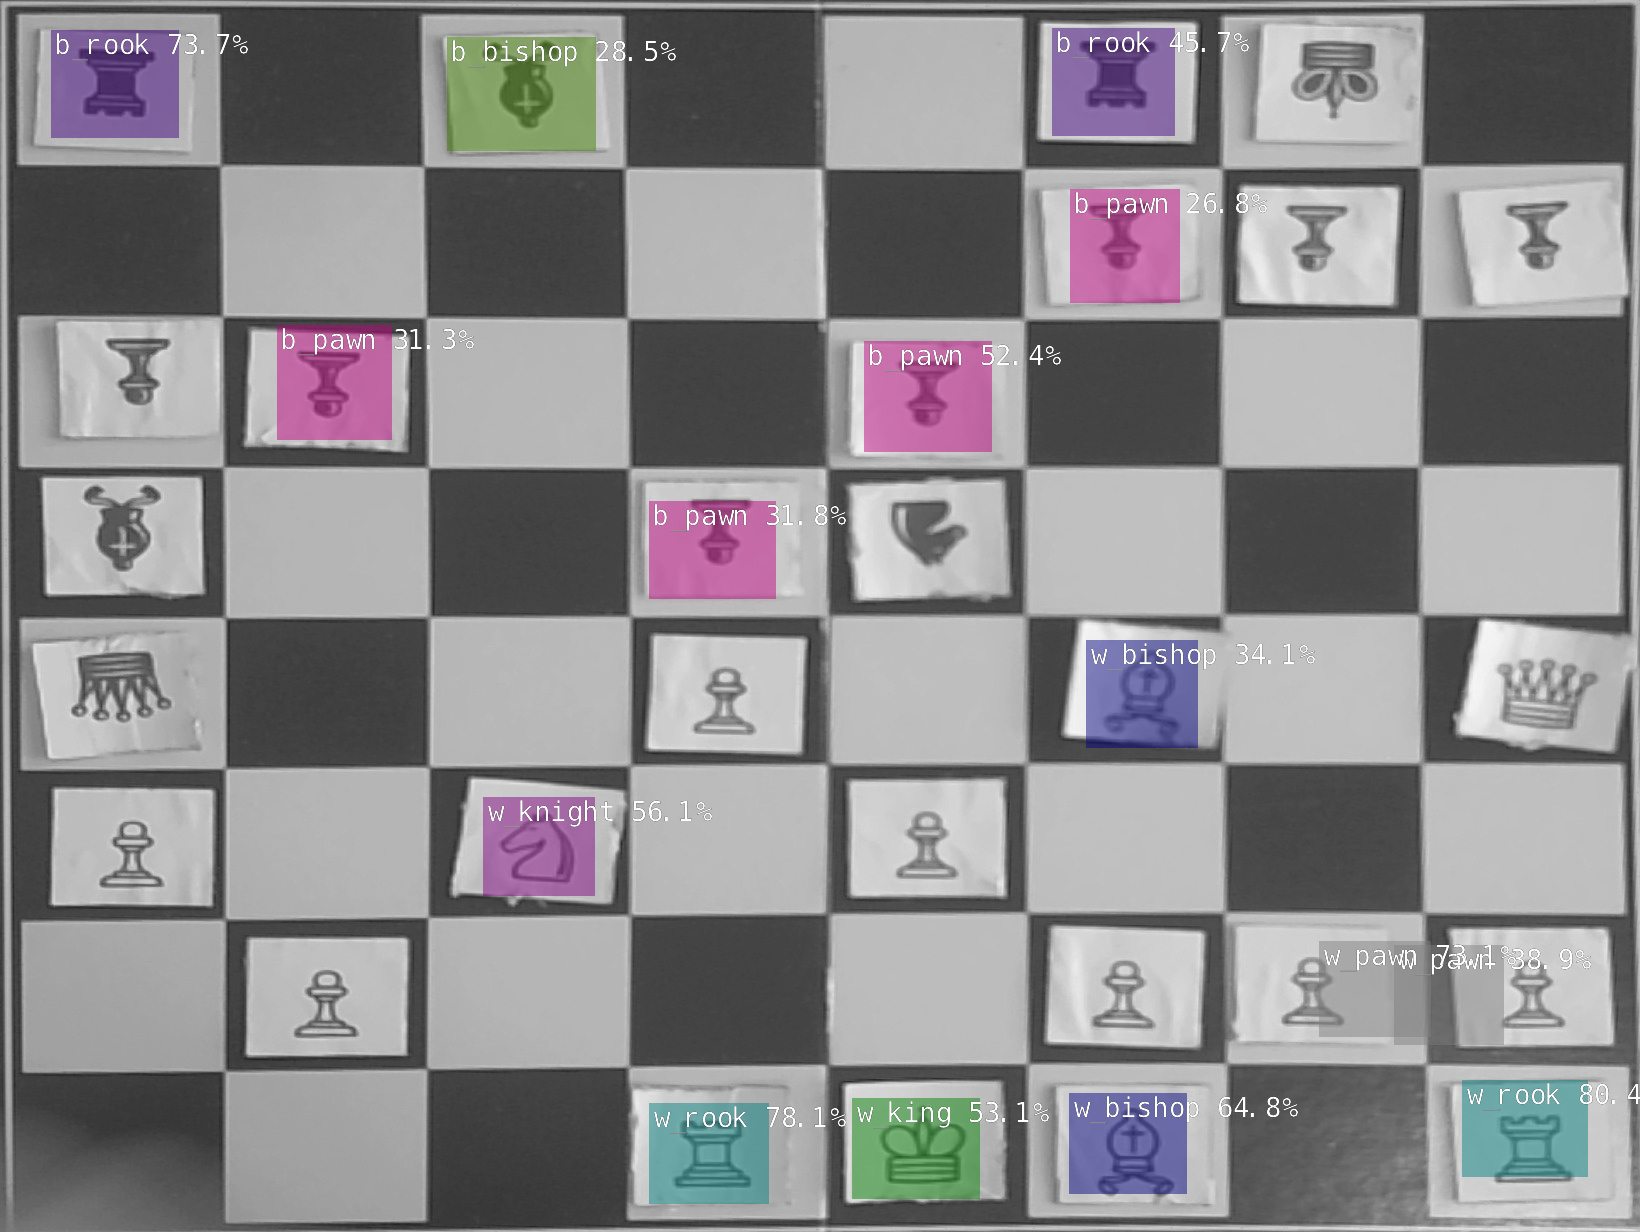 b_rook 73.7%
b_bishop 28.5%
b_rook 45.7%
b_pawn 26.8%
b_pawn 31.3%
b_pawn 52.4%
b_pawn 31.8%
w_bishop 34.1%
w_knight 56.1%
w_pawn 73.1%
w_pawn 38.9%
w_rook 78.1%
w_king 53.1%
w_bishop 64.8%
w_rook 80.4